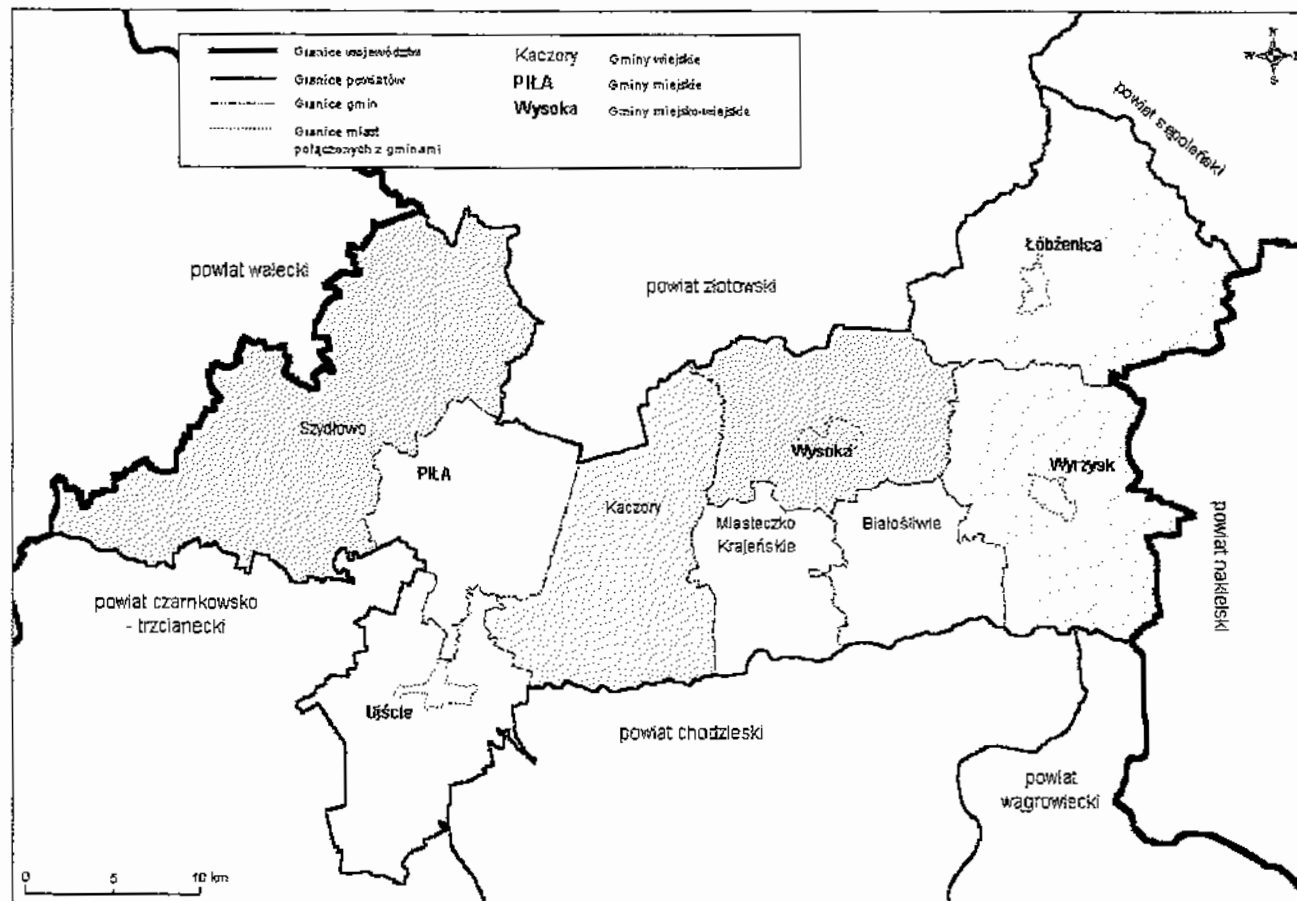 Granice województw
Granice powiatów
Granice gmin
Granice miast
połączonych z gminami
Kaczory Gminy wiejskie
PIŁA Gminy miejskie
Wysoka Gminy miejsko-wiejskie
N
W E
S
powiat sępoleński
Łobżenica
powiat wałecki
powiat złotowski
Szydłowo
PIŁA
Kaczory
Wysoka
Miasteczko
Krajeńskie
Białośliwie
Wyrzysk
powiat nakielski
powiat czarnkowsko
- trzcianecki
Ujście
powiat chodzieski
powiat
wągrowiecki
0 5 10 km